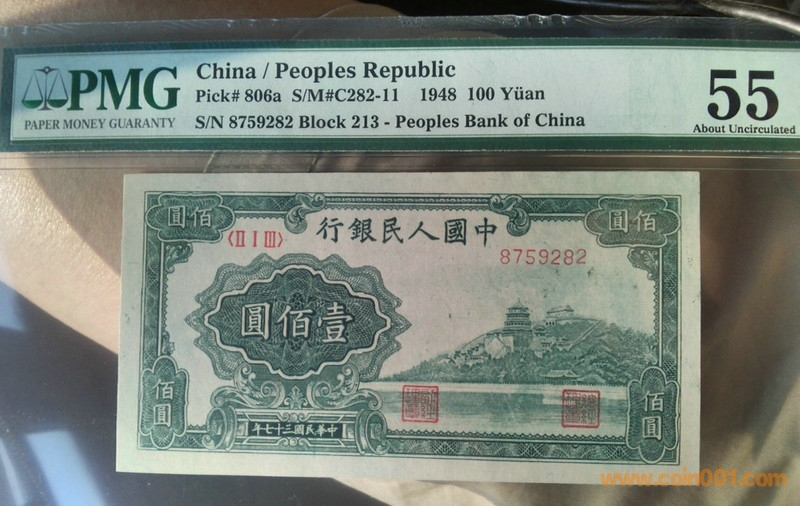 PMG
PAPER MONEY GUARANTY
China / Peoples Republic
Pick# 806a S/M#C282-11 1948 100 Yüan
S/N 8759282 Block 213 - Peoples Bank of China
55
About Uncirculated
圓佰
行銀民人國中
圓佰
〈II I III〉
8759282
圓佰壹
佰圓
年七十三國民華中
佰圓
www.coin001.com